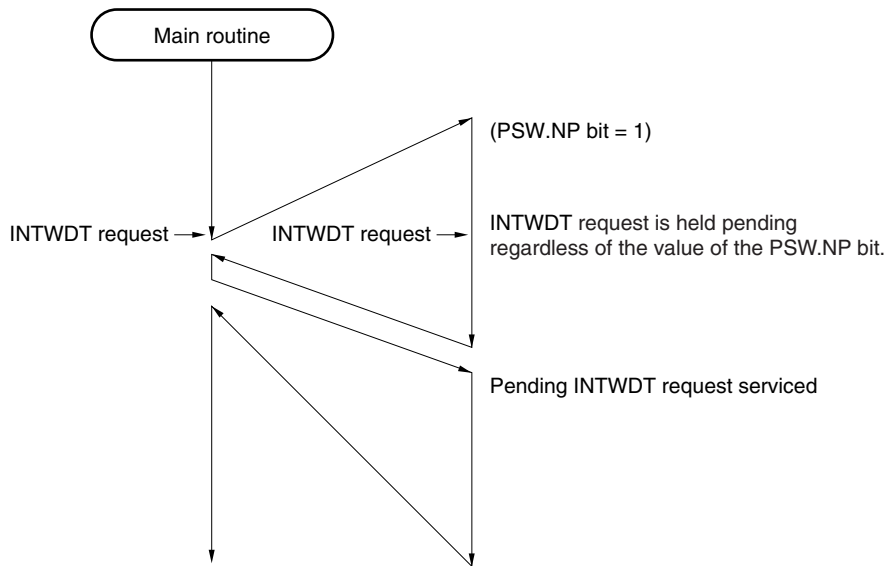 Main routine
(PSW.NP bit = 1)
INTWDT request
INTWDT request
INTWDT request is held pending
regardless of the value of the PSW.NP bit.
Pending INTWDT request serviced